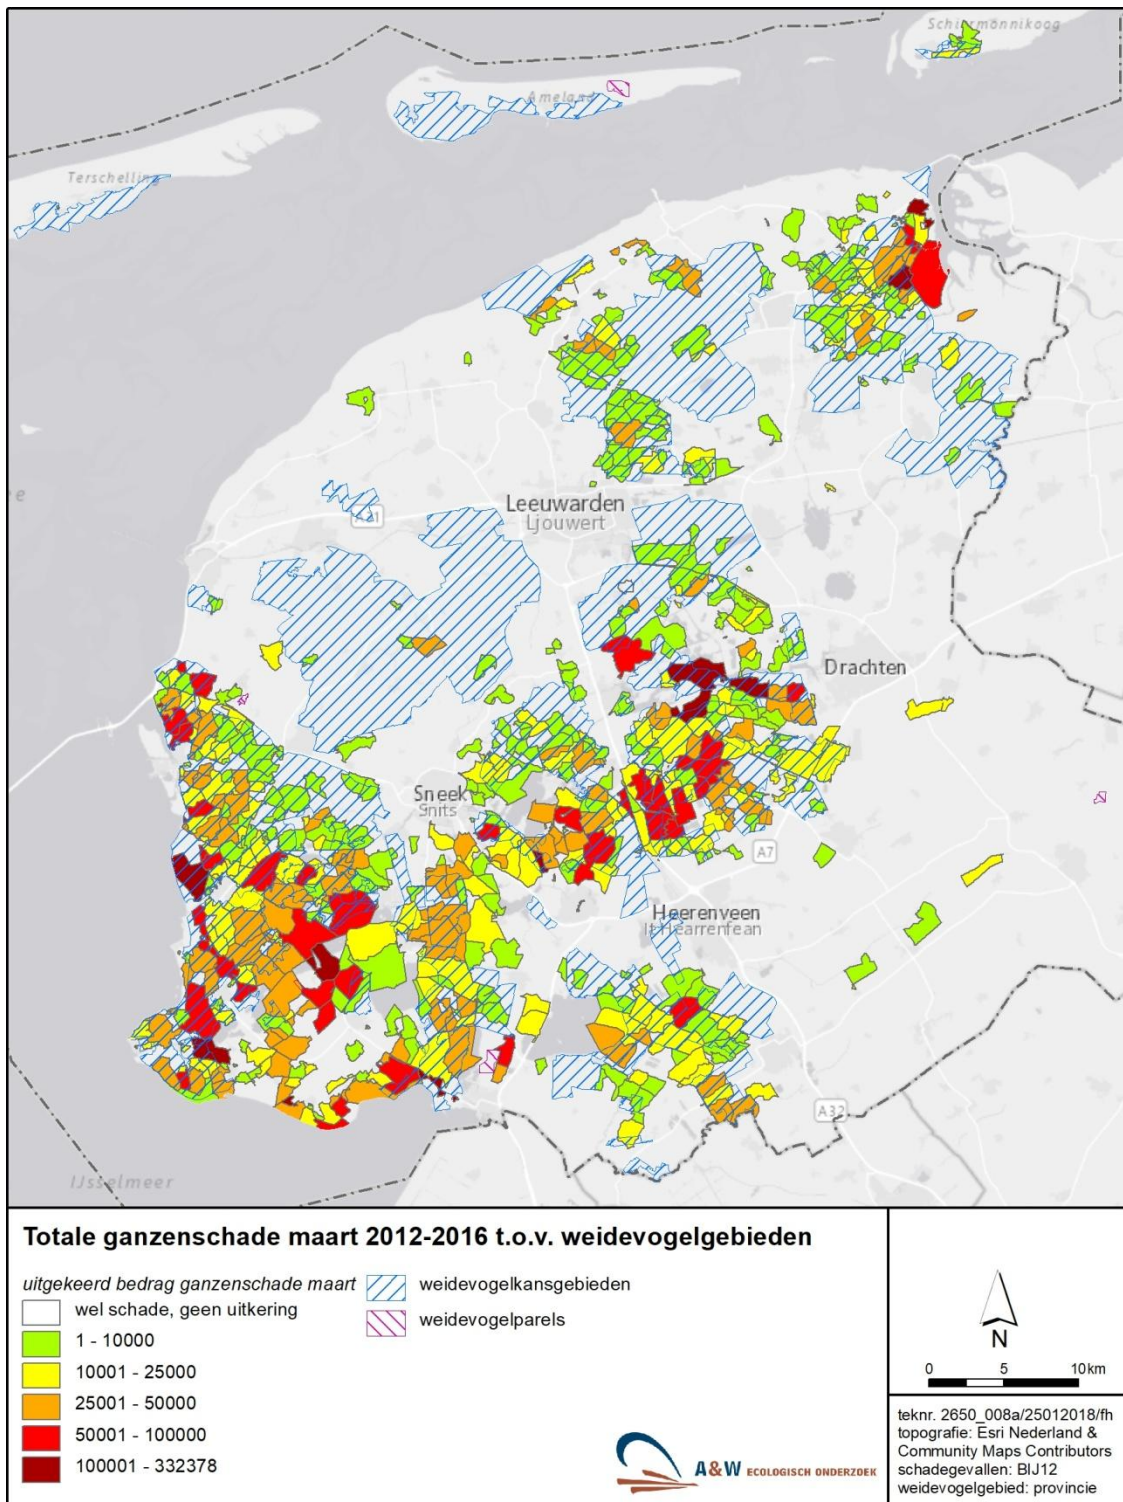 Schiermonnikoog
Ameland
Terschelling
Leeuwarden
Ljouwert
A31
Drachten
Sneek
Snits
A7
Heerenveen
It Hearrenfean
A32
IJsselmeer
Totale ganzenschade maart 2012-2016 t.o.v. weidevogelgebieden
uitgekeerd bedrag ganzenschade maart
wel schade, geen uitkering
1 - 10000
10001 - 25000
25001 - 50000
50001 - 100000
100001 - 332378
weidevogelkansgebieden
weidevogelparels
A&W ECOLOGISCH ONDERZOEK
N
0 5 10km
teknr. 2650_008a/25012018/fh
topografie: Esri Nederland &
Community Maps Contributors
schadegevallen: BIJ12
weidevogelgebied: provincie